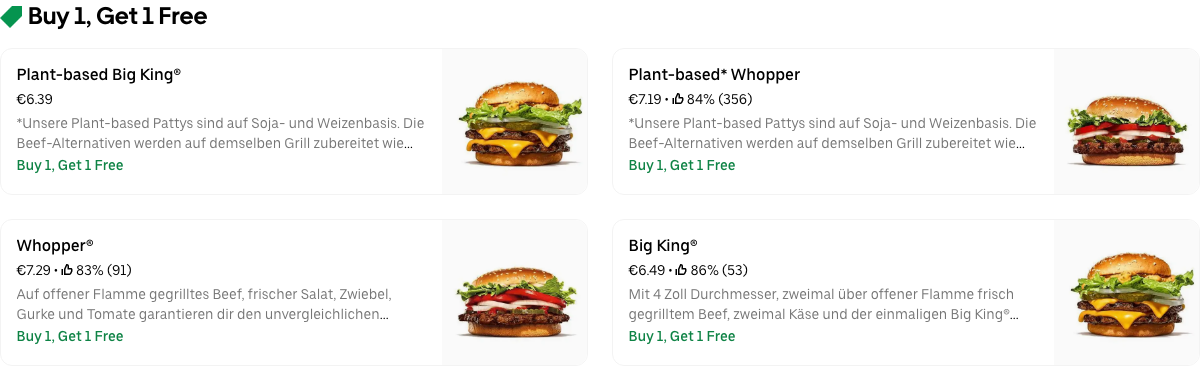 Buy 1, Get 1 Free
Plant-based Big King®
€6.39
*Unsere Plant-based Pattys sind auf Soja- und Weizenbasis. Die
Beef-Alternativen werden auf demselben Grill zubereitet wie...
Buy 1, Get 1 Free
Plant-based* Whopper
€7.19 • 84% (356)
*Unsere Plant-based Pattys sind auf Soja- und Weizenbasis. Die
Beef-Alternativen werden auf demselben Grill zubereitet wie...
Buy 1, Get 1 Free
Whopper®
€7.29 • 83% (91)
Auf offener Flamme gegrilltes Beef, frischer Salat, Zwiebel,
Gurke und Tomate garantieren dir den unvergleichlichen...
Buy 1, Get 1 Free
Big King®
€6.49 • 86% (53)
Mit 4 Zoll Durchmesser, zweimal über offener Flamme frisch
gegrilltem Beef, zweimal Käse und der einmaligen Big King®...
Buy 1, Get 1 Free